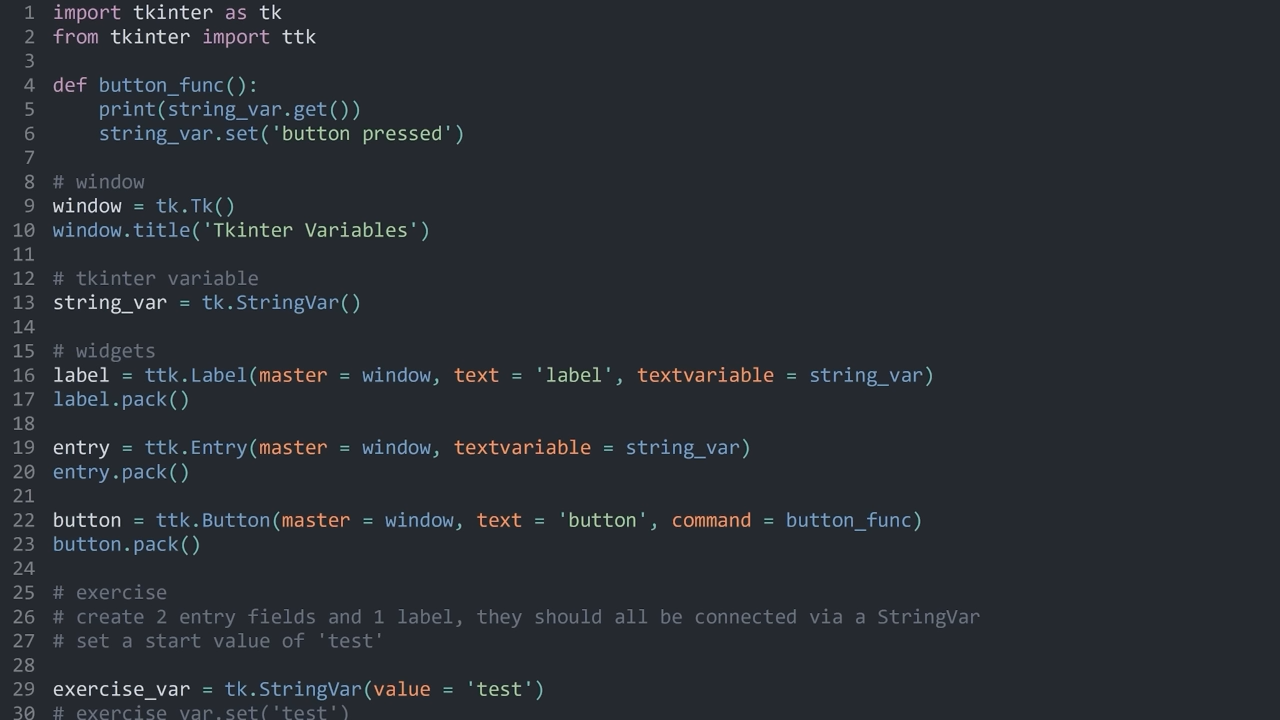 1 import tkinter as tk
2 from tkinter import ttk
3
4 def button_func():
5     print(string_var.get())
6     string_var.set('button pressed')
7
8 # window
9 window = tk.Tk()
10 window.title('Tkinter Variables')
11
12 # tkinter variable
13 string_var = tk.StringVar()
14
15 # widgets
16 label = ttk.Label(master = window, text = 'label', textvariable = string_var)
17 label.pack()
18
19 entry = ttk.Entry(master = window, textvariable = string_var)
20 entry.pack()
21
22 button = ttk.Button(master = window, text = 'button', command = button_func)
23 button.pack()
24
25 # exercise
26 # create 2 entry fields and 1 label, they should all be connected via a StringVar
27 # set a start value of 'test'
28
29 exercise_var = tk.StringVar(value = 'test')
30 # exercise_var.set('test')